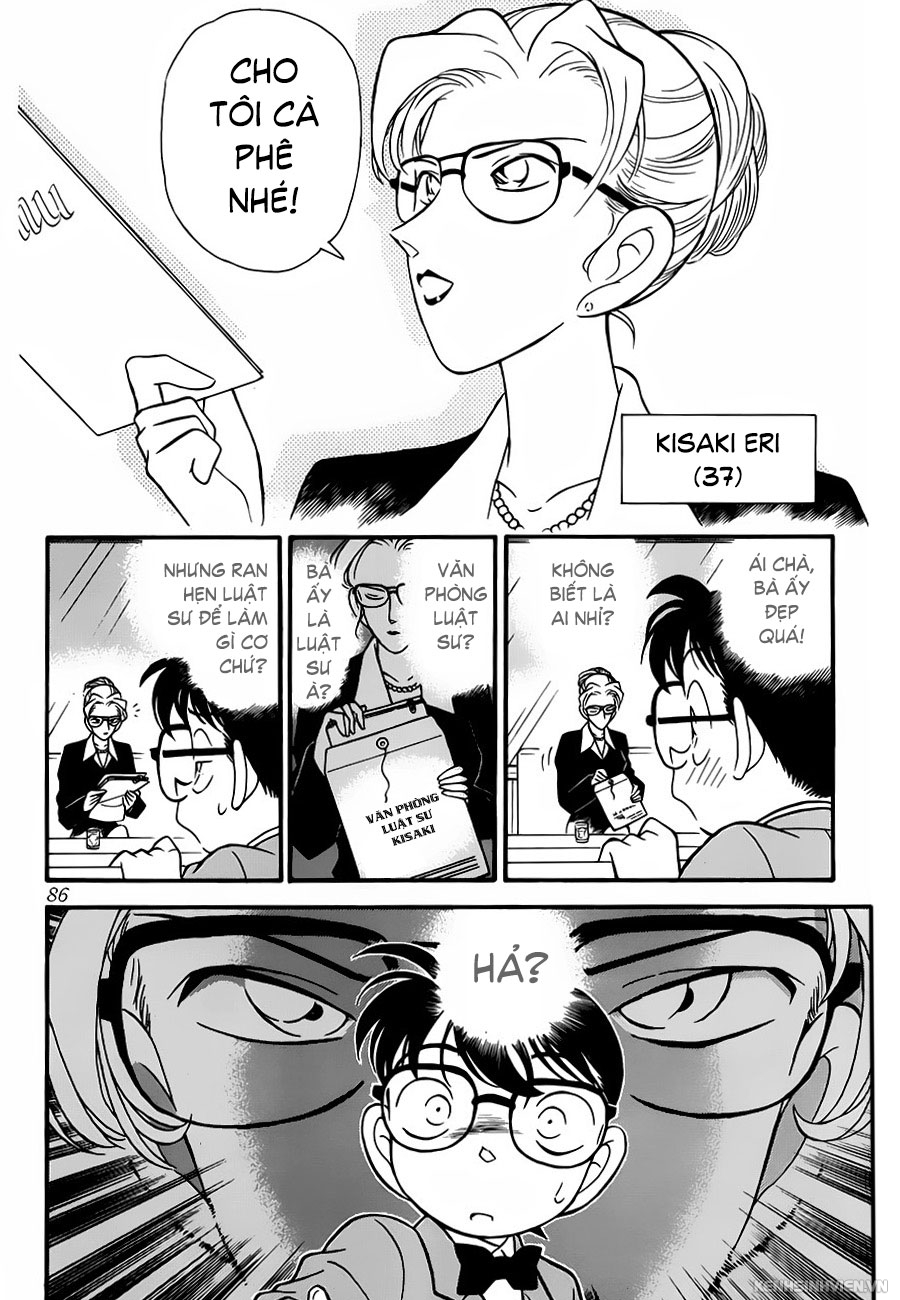 CHO
TÔI CÀ
PHÊ
NHÉ!
KISAKI ERI
(37)
ÁI CHÀ,
BÀ ẤY
ĐẸP
QUÁ!
KHÔNG
BIẾT LÀ
AI NHỈ?
VĂN
PHÒNG
LUẬT
SƯ?
BÀ
ẤY
LÀ
LUẬT
SƯ
À?
VĂN PHÒNG
LUẬT SƯ
KISAKI
NHƯNG RAN
HẸN LUẬT
SƯ ĐỂ LÀM
GÌ CƠ
CHỨ?
86
HẢ?
KENHSINHVIEN.VN